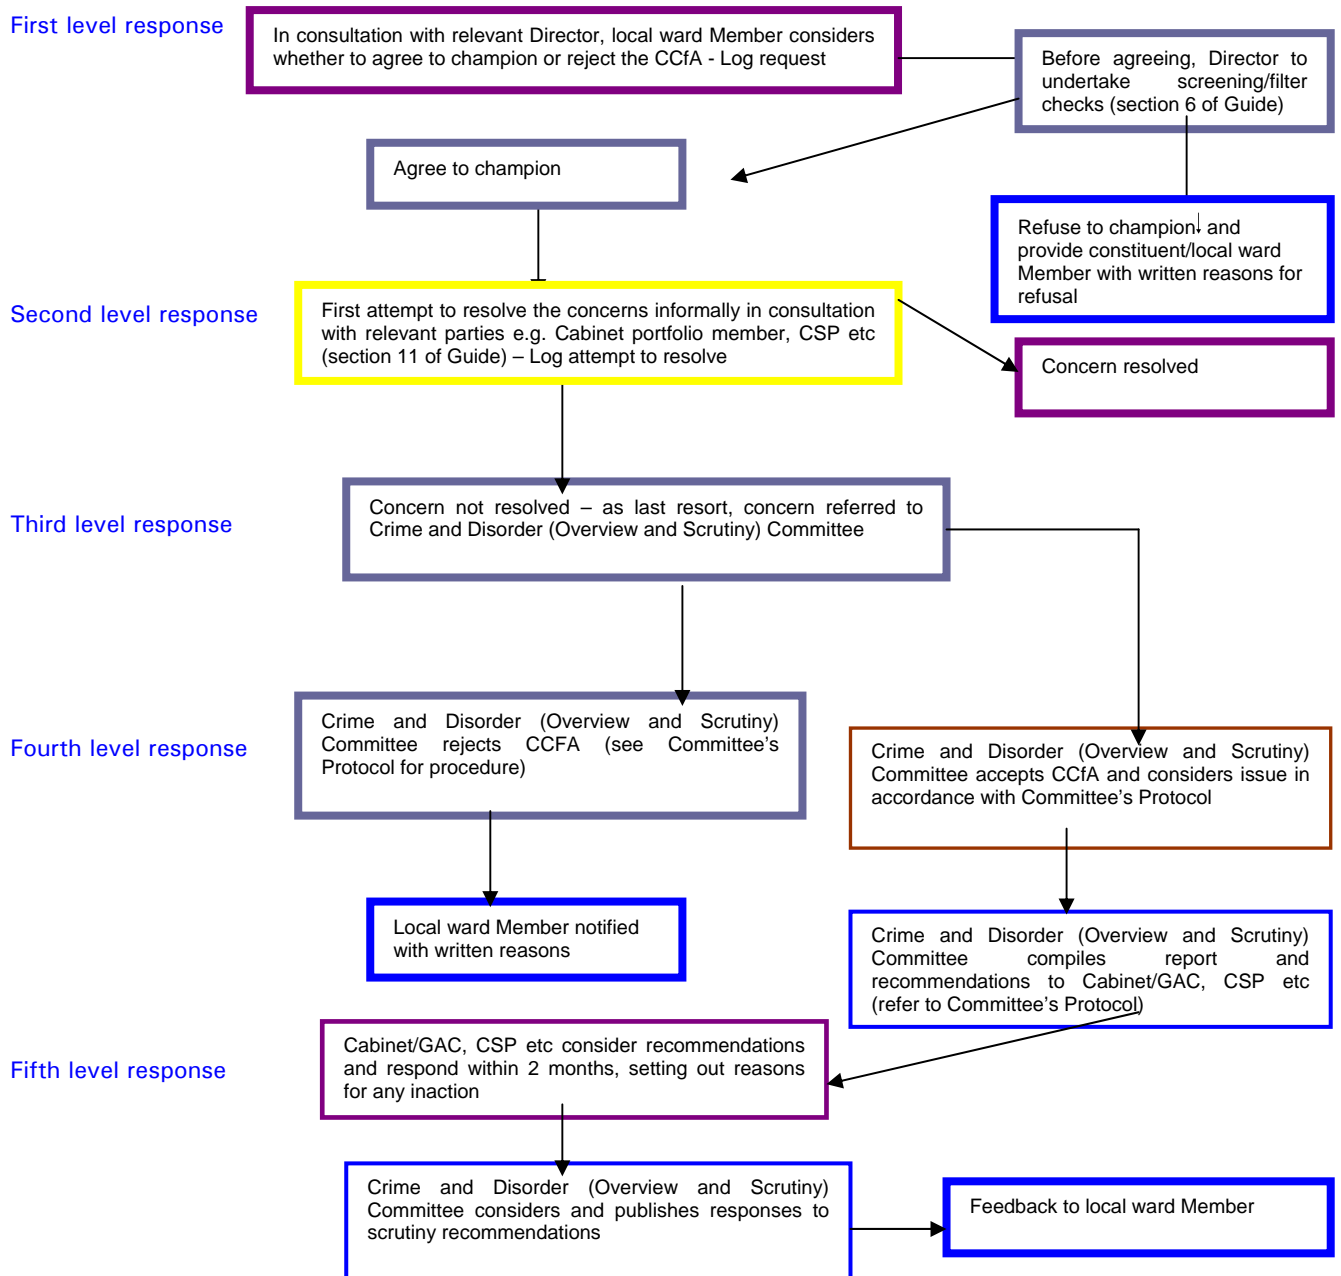 First level response
In consultation with relevant Director, local ward Member considers
whether to agree to champion or reject the CCfA - Log request
Before agreeing, Director to
undertake screening/filter
checks (section 6 of Guide)
Agree to champion
Refuse to champion and
provide constituent/local ward
Member with written reasons for
refusal
Second level response
First attempt to resolve the concerns informally in consultation
with relevant parties e.g. Cabinet portfolio member, CSP etc
(section 11 of Guide) – Log attempt to resolve
Concern resolved
Third level response
Concern not resolved – as last resort, concern referred to
Crime and Disorder (Overview and Scrutiny) Committee
Fourth level response
Crime and Disorder (Overview and Scrutiny)
Committee rejects CCFA (see Committee's
Protocol for procedure)
Crime and Disorder (Overview and Scrutiny)
Committee accepts CCfA and considers issue in
accordance with Committee's Protocol
Local ward Member notified
with written reasons
Crime and Disorder (Overview and Scrutiny)
Committee compiles report and
recommendations to Cabinet/GAC, CSP etc
(refer to Committee's Protocol)
Fifth level response
Cabinet/GAC, CSP etc consider recommendations
and respond within 2 months, setting out reasons
for any inaction
Crime and Disorder (Overview and Scrutiny)
Committee considers and publishes responses to
scrutiny recommendations
Feedback to local ward Member